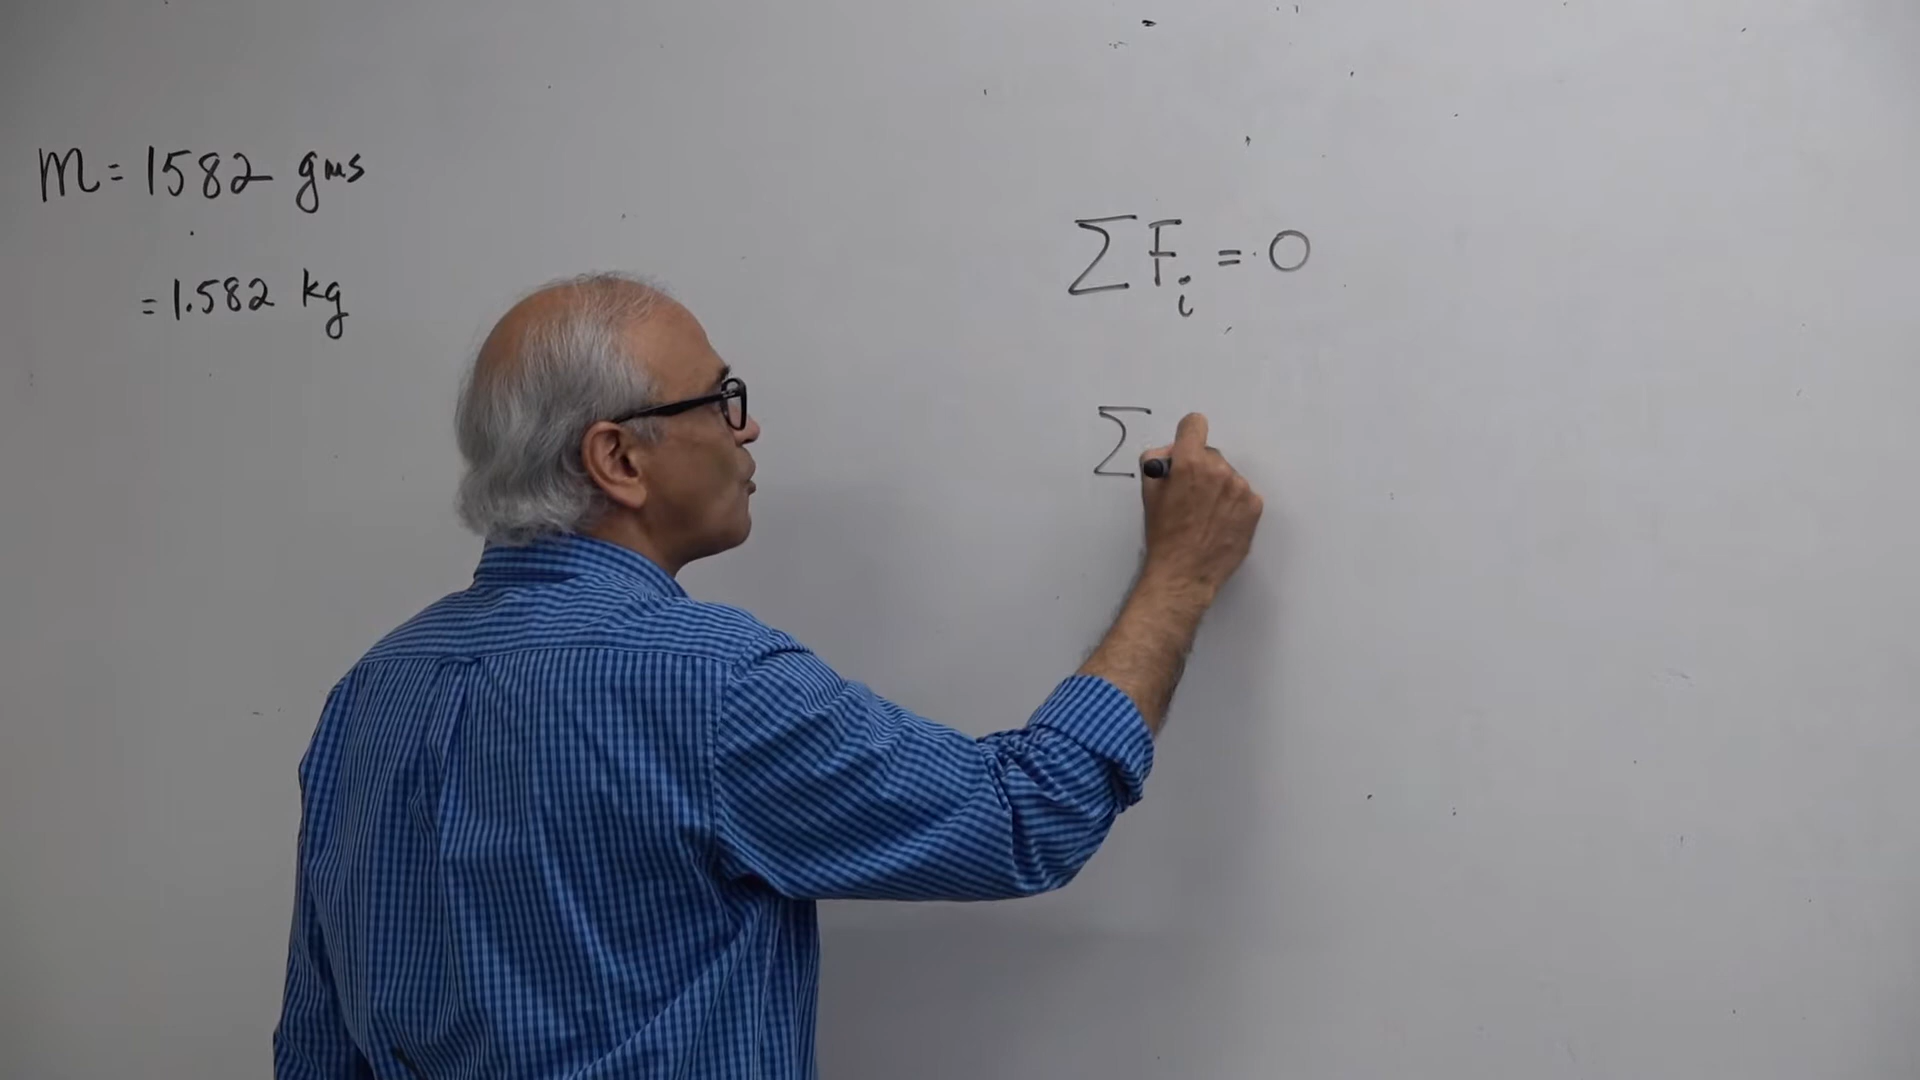 m = 1582 gms
= 1.582 kg
∑ Fᵢ = 0
∑